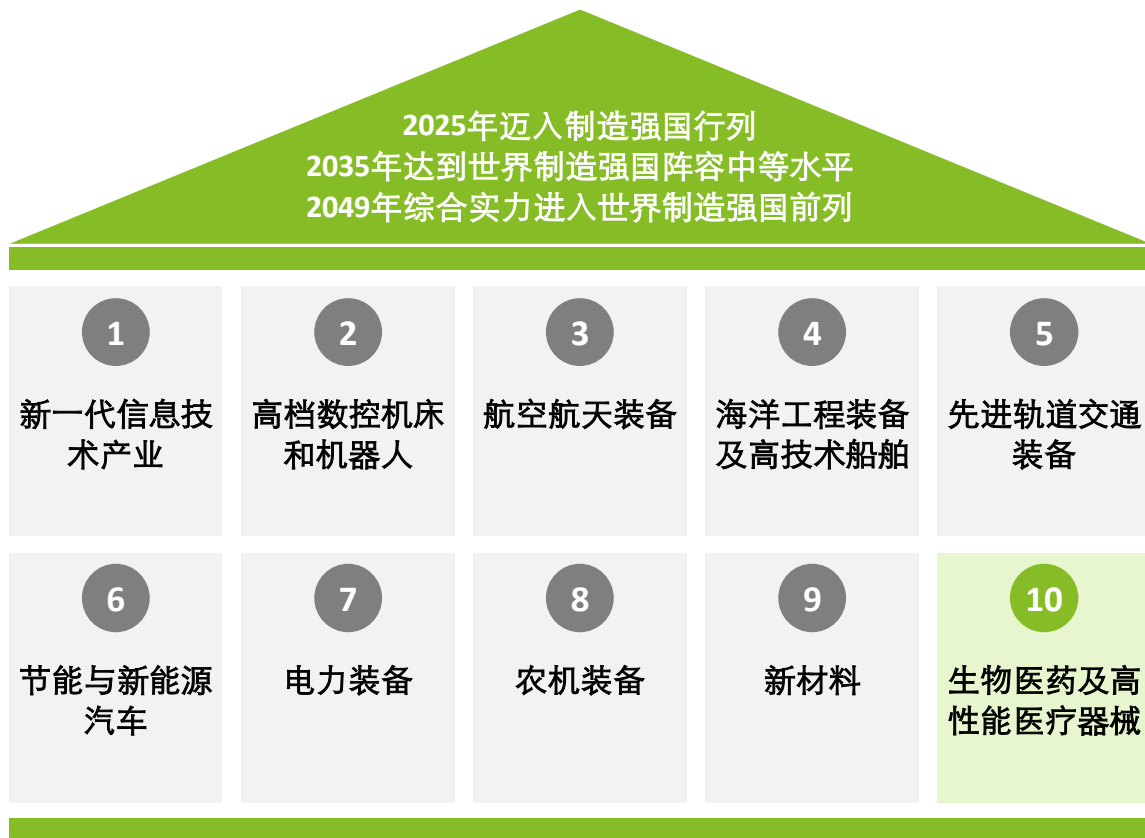 2025年迈入制造强国行列
2035年达到世界制造强国阵容中等水平
2049年综合实力进入世界制造强国前列
1
新一代信息技
术产业
2
高档数控机床
和机器人
3
航空航天装备
4
海洋工程装备
及高技术船舶
5
先进轨道交通
装备
6
节能与新能源
汽车
7
电力装备
8
农机装备
9
新材料
10
生物医药及高
性能医疗器械